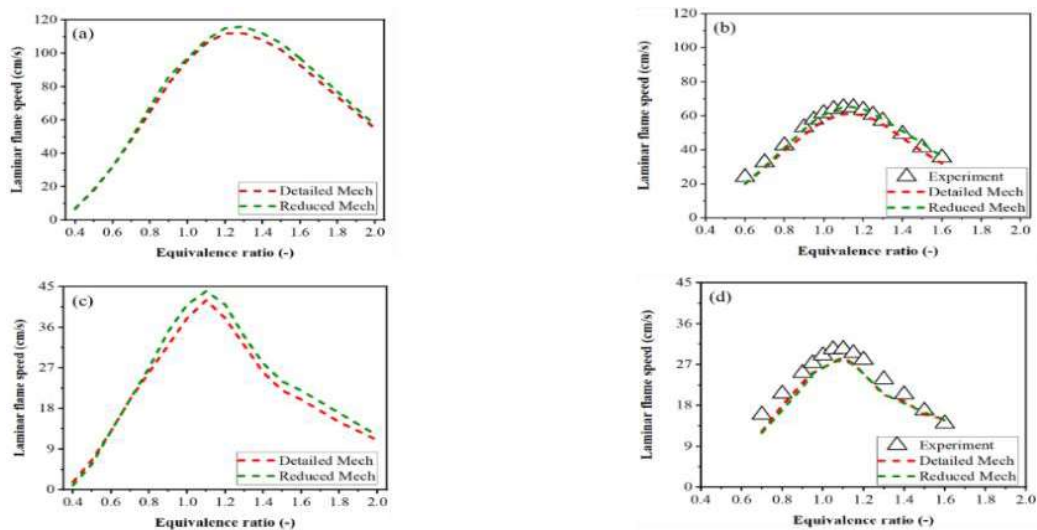 (a)
Laminar flame speed (cm/s)
120
100
80
60
40
20
0
0.4 0.6 0.8 1.0 1.2 1.4 1.6 1.8 2.0
Equivalence ratio (-)
Detailed Mech
Reduced Mech
(b)
Laminar flame speed (cm/s)
120
100
80
60
40
20
0
0.4 0.6 0.8 1.0 1.2 1.4 1.6 1.8 2.0
Equivalence ratio (-)
Experiment
Detailed Mech
Reduced Mech
(c)
Laminar flame speed (cm/s)
45
36
27
18
9
0
0.4 0.6 0.8 1.0 1.2 1.4 1.6 1.8 2.0
Equivalence ratio (-)
Detailed Mech
Reduced Mech
(d)
Laminar flame speed (cm/s)
45
36
27
18
9
0
0.4 0.6 0.8 1.0 1.2 1.4 1.6 1.8 2.0
Equivalence ratio (-)
Experiment
Detailed Mech
Reduced Mech